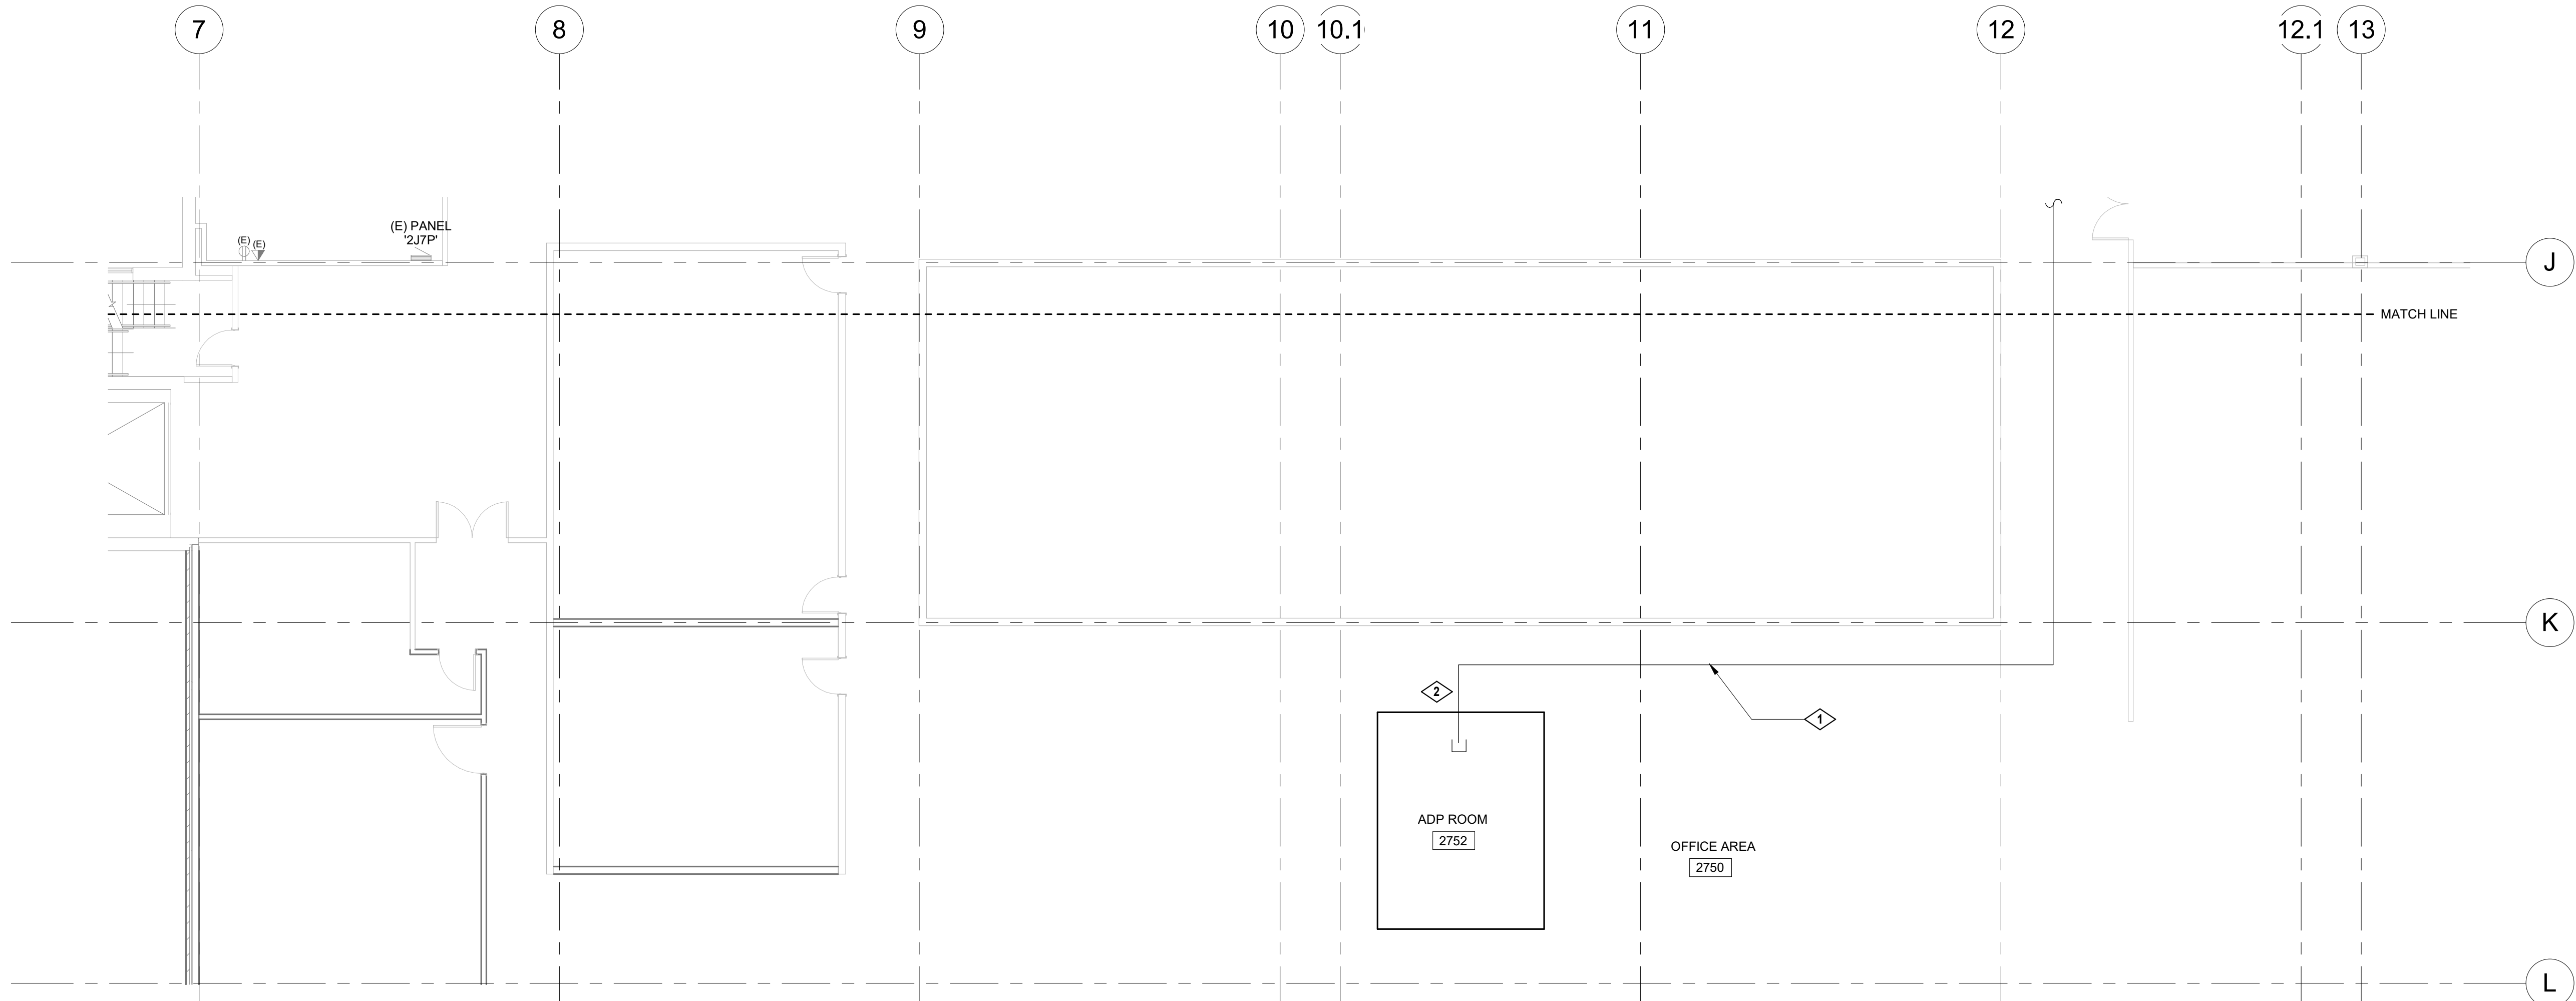 7
8
9
10
10.1
11
12
12.1
13
(E) PANEL
'2J7P'
(E)
(E)
J
MATCH LINE
K
2
1
ADP ROOM
2752
OFFICE AREA
2750
L